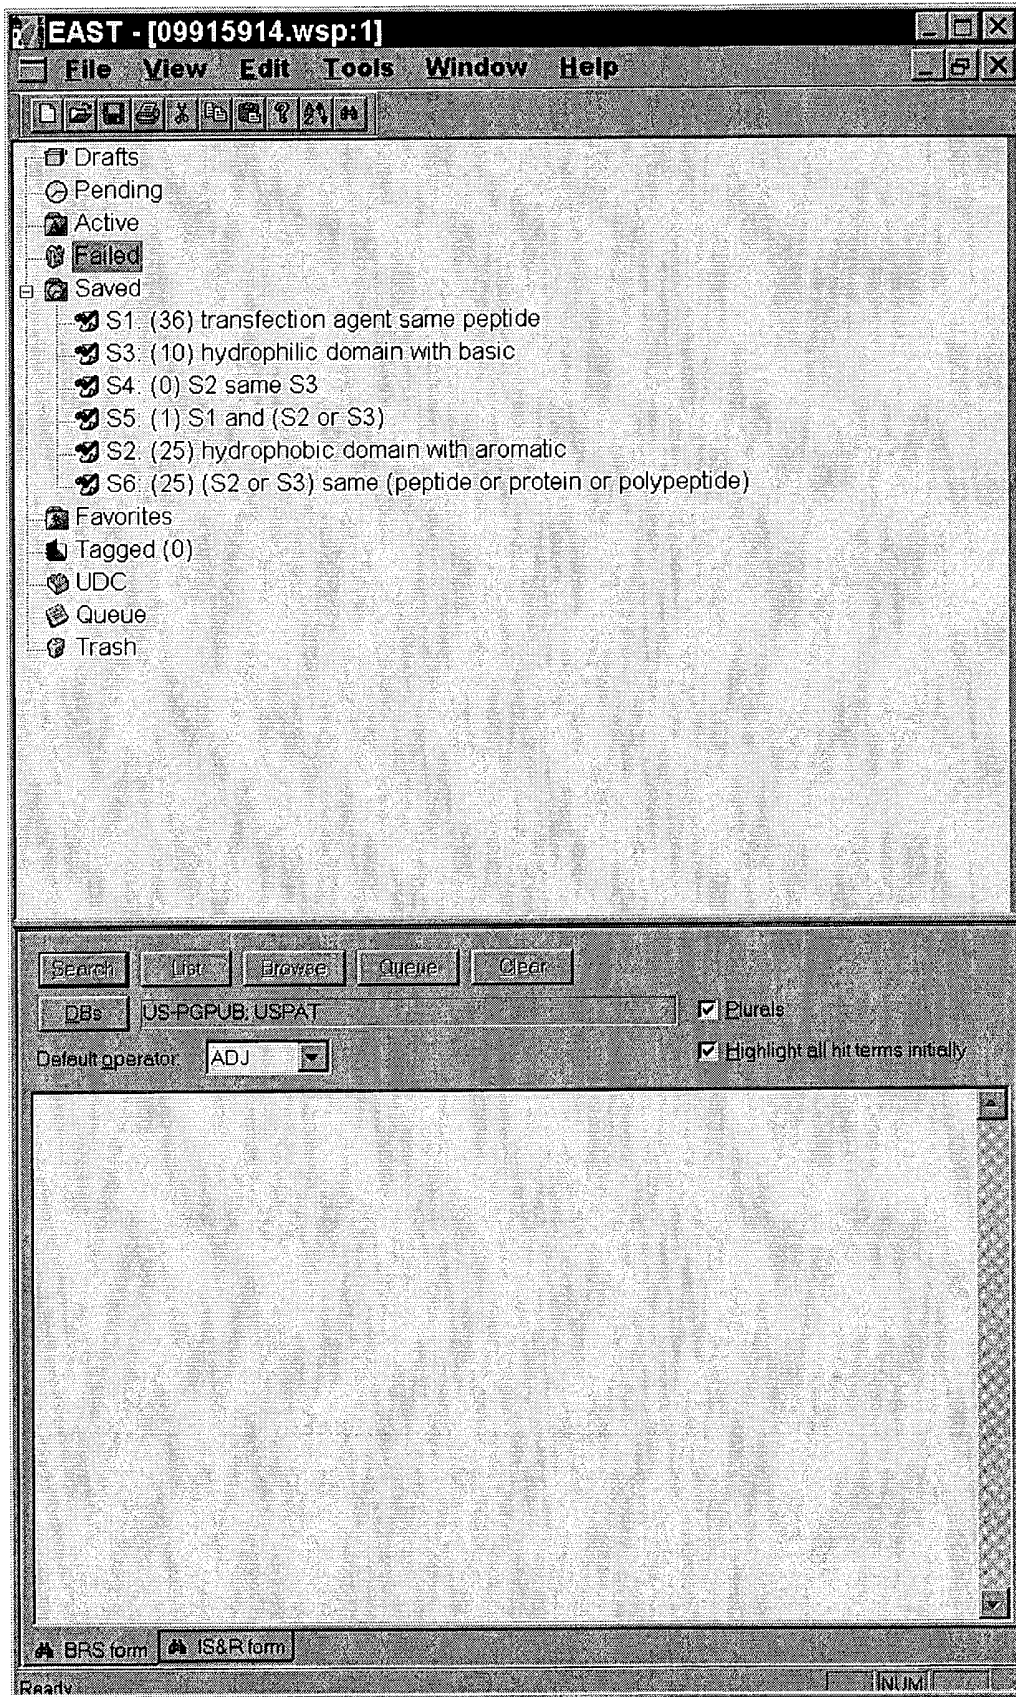 EAST - [09915914.wsp:1]
File View Edit Tools Window Help
Drafts
Pending
Active
Failed
Saved
S1: (36) transfection agent same peptide
S3: (10) hydrophilic domain with basic
S4: (0) S2 same S3
S5: (1) S1 and (S2 or S3)
S2: (25) hydrophobic domain with aromatic
S6: (25) (S2 or S3) same (peptide or protein or polypeptide)
Favorites
Tagged (0)
UDC
Queue
Trash
Search List Browse Queue Clear
DBs US-PGPUB; USPAT Plurals
Default operator: ADJ Highlight all hit terms initially
BRS form IS&R form
Ready NUM